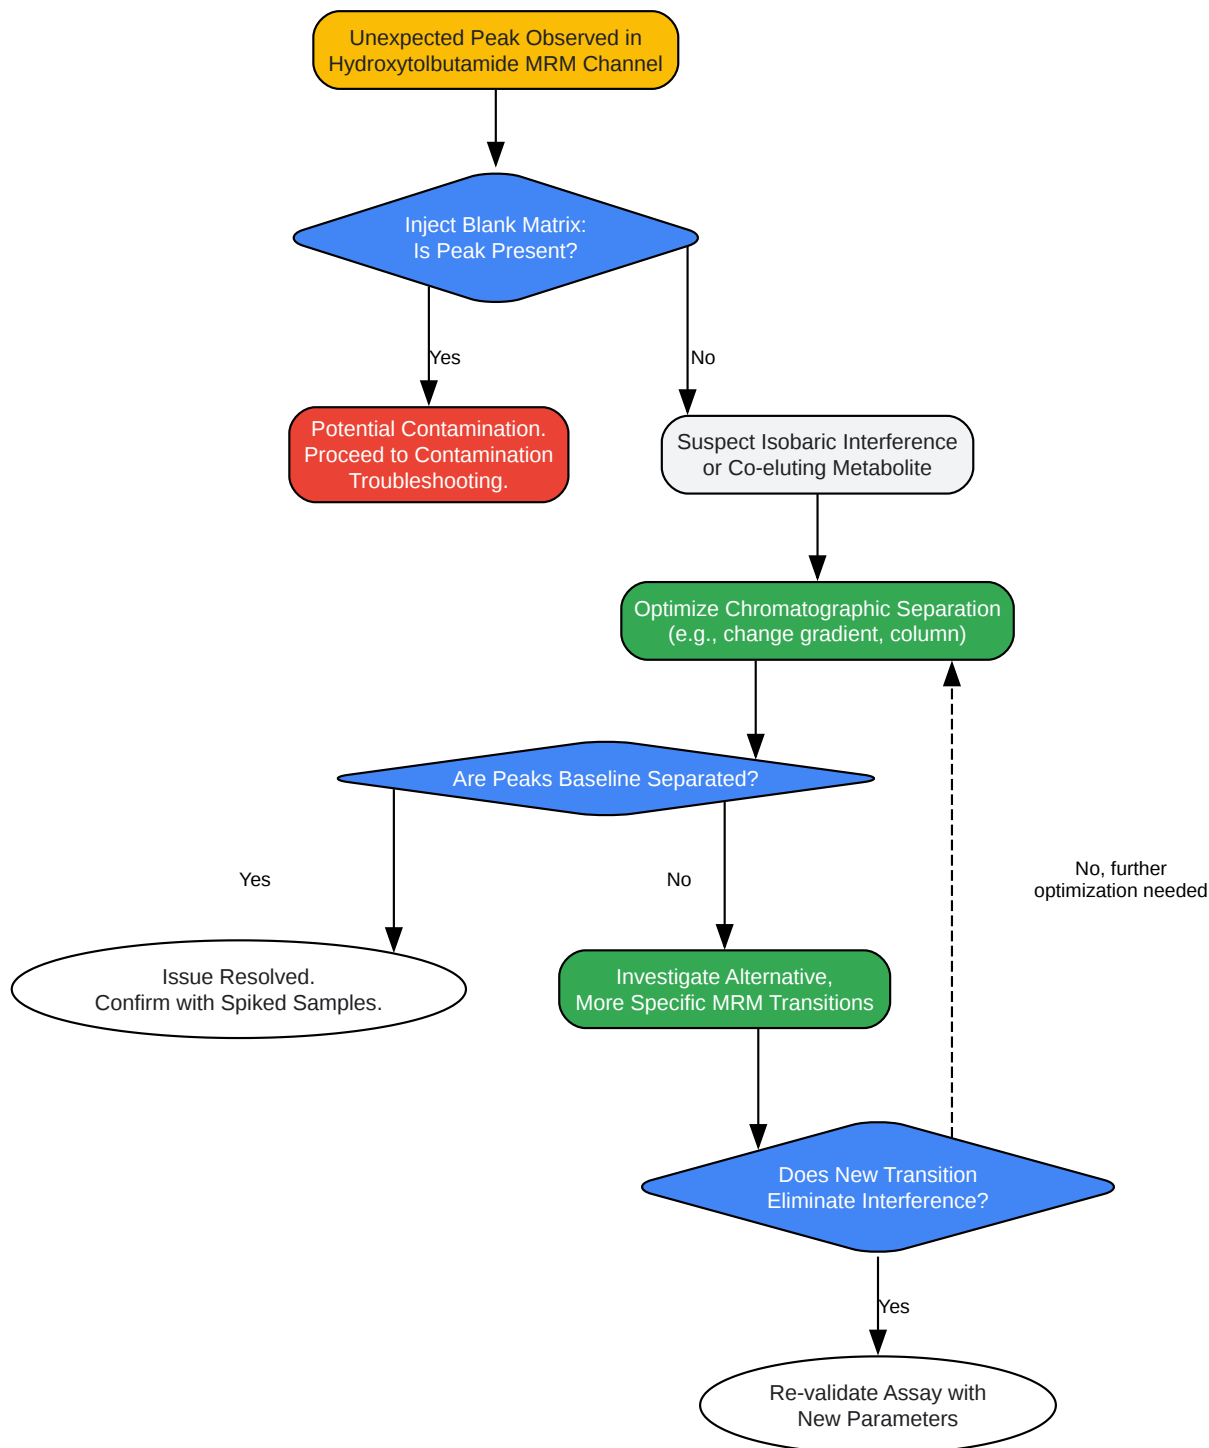 Unexpected Peak Observed in
Hydroxytolbutamide MRM Channel
Inject Blank Matrix:
Is Peak Present?
Yes
No
Potential Contamination.
Proceed to Contamination
Troubleshooting.
Suspect Isobaric Interference
or Co-eluting Metabolite
Optimize Chromatographic Separation
(e.g., change gradient, column)
Are Peaks Baseline Separated?
Yes
No
No, further
optimization needed
Issue Resolved.
Confirm with Spiked Samples.
Investigate Alternative,
More Specific MRM Transitions
Does New Transition
Eliminate Interference?
Yes
Re-validate Assay with
New Parameters